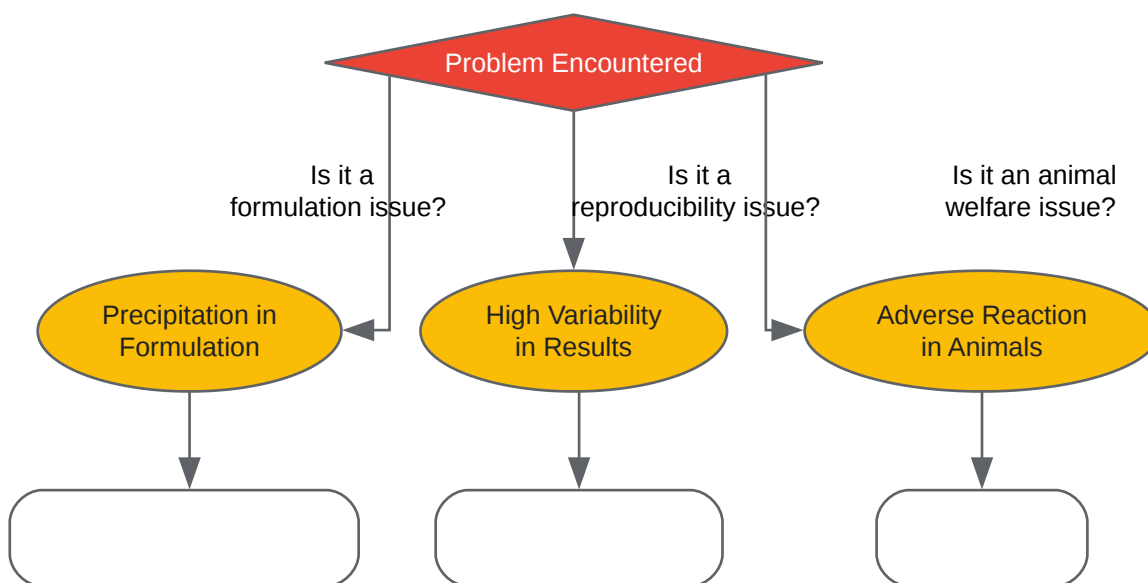 Problem Encountered
Is it a
formulation issue?
Is it a
reproducibility issue?
Is it an animal
welfare issue?
Precipitation in
Formulation
High Variability
in Results
Adverse Reaction
in Animals